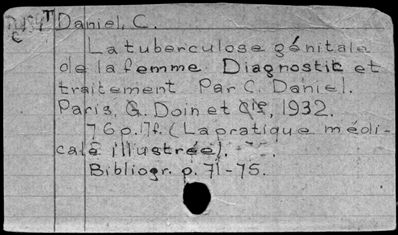 Daniel, C.
La tuberculose génitale
de la femme Diagnostic et
traitement Par C. Daniel.
Paris, G. Doin et Cie, 1932.
76p. 17f. (La pratique médi-
cale illustrée).
Bibliogr. p. 71-75.